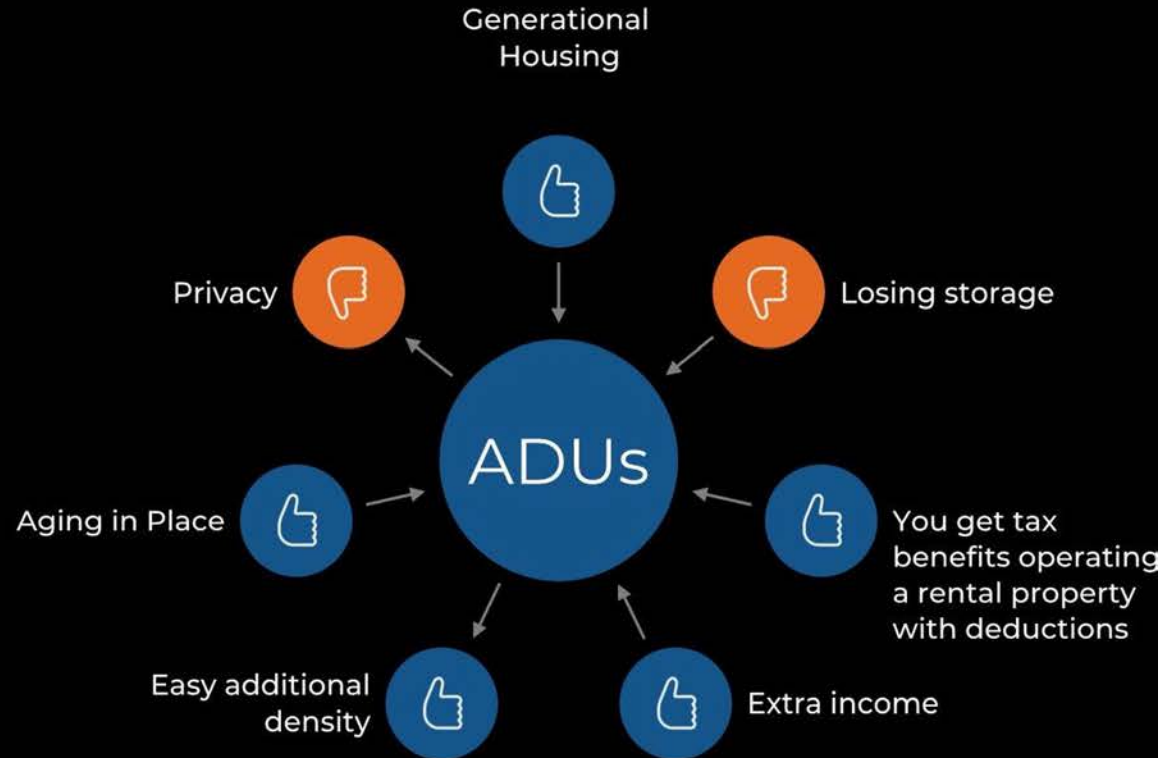 Generational
Housing
Privacy
Losing storage
ADUs
Aging in Place
You get tax
benefits operating
a rental property
with deductions
Easy additional
density
Extra income